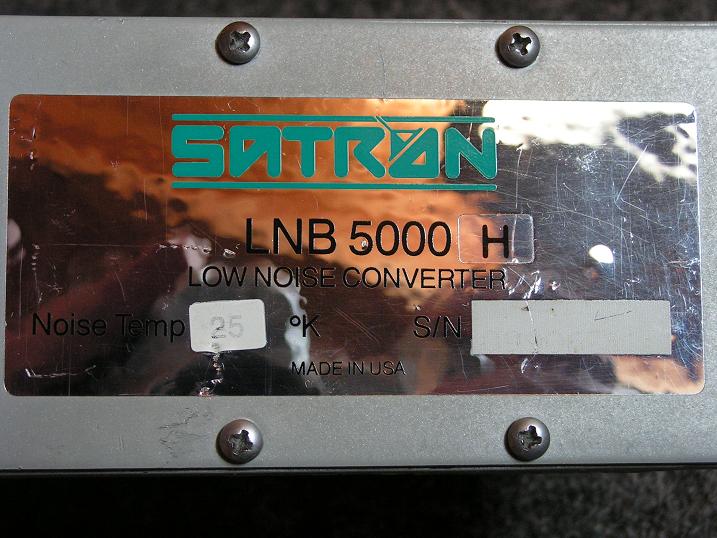 SATRON
LNB 5000 H
LOW NOISE CONVERTER
Noise Temp 25 °K S/N
MADE IN USA